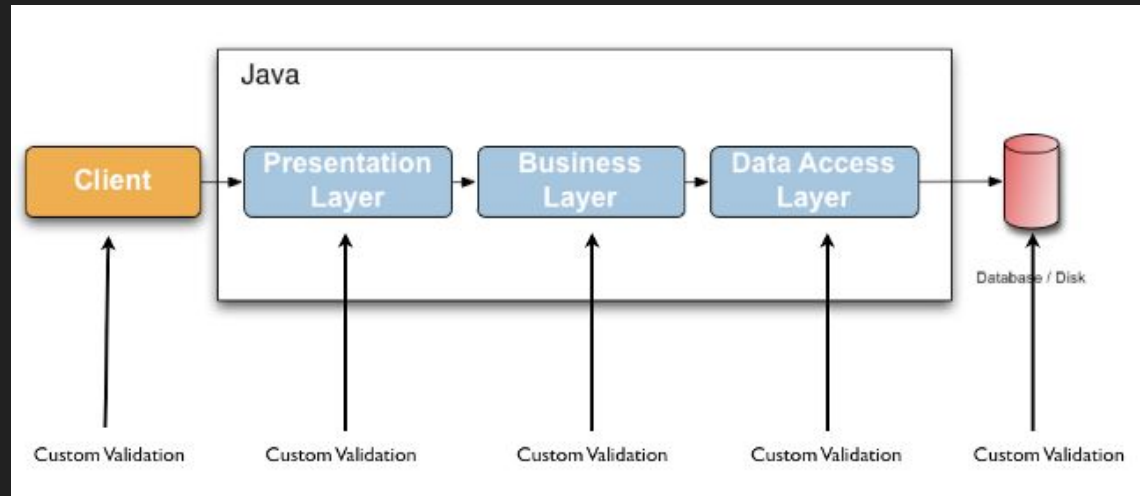 Java
Client
Presentation
Layer
Business
Layer
Data Access
Layer
Database / Disk
Custom Validation
Custom Validation
Custom Validation
Custom Validation
Custom Validation